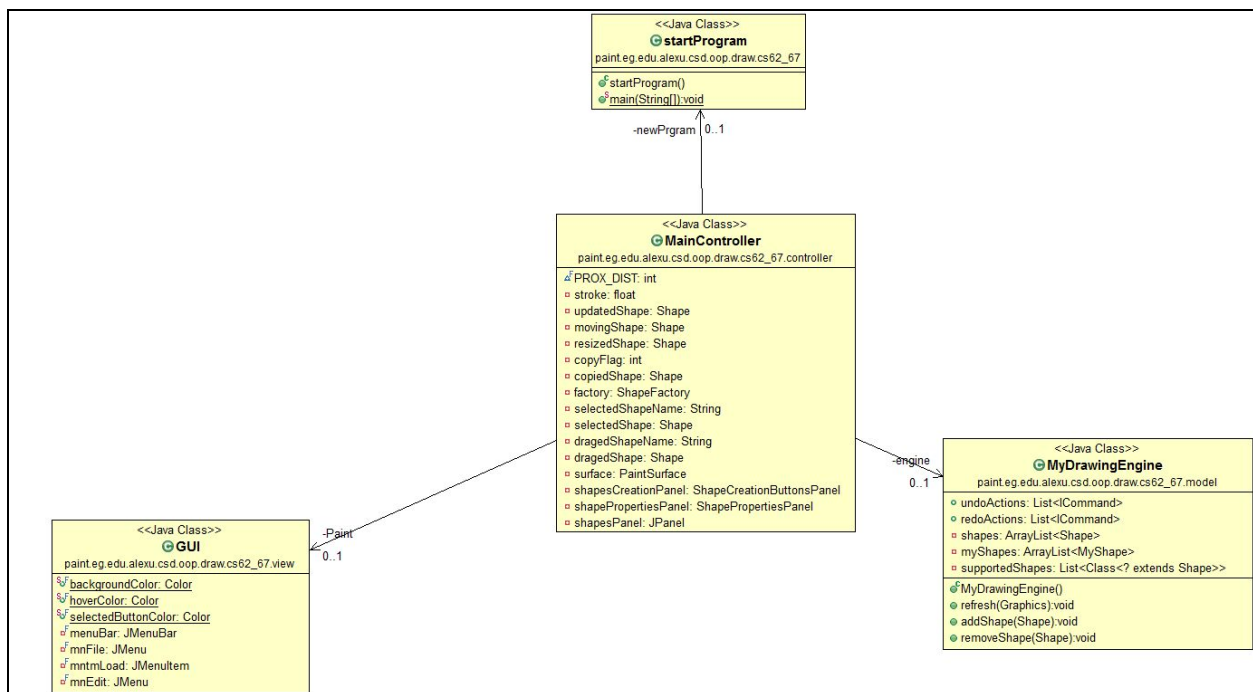 <<Java Class>>
startProgram
paint.eg.edu.alexu.csd.oop.draw.cs62_67
startProgram()
main(String[]):void
-newPrgram 0..1
<<Java Class>>
MainController
paint.eg.edu.alexu.csd.oop.draw.cs62_67.controller
PROX_DIST: int
stroke: float
updatedShape: Shape
movingShape: Shape
resizedShape: Shape
copyFlag: int
copiedShape: Shape
factory: ShapeFactory
selectedShapeName: String
selectedShape: Shape
dragedShapeName: String
dragedShape: Shape
surface: PaintSurface
shapesCreationPanel: ShapeCreationButtonsPanel
shapePropertiesPanel: ShapePropertiesPanel
shapesPanel: JPanel
-engine
0..1
<<Java Class>>
MyDrawingEngine
paint.eg.edu.alexu.csd.oop.draw.cs62_67.model
undoActions: List<ICommand>
redoActions: List<ICommand>
shapes: ArrayList<Shape>
myShapes: ArrayList<MyShape>
supportedShapes: List<Class<? extends Shape>>
MyDrawingEngine()
refresh(Graphics):void
addShape(Shape):void
removeShape(Shape):void
-Paint
0..1
<<Java Class>>
GUI
paint.eg.edu.alexu.csd.oop.draw.cs62_67.view
backgroundColor: Color
hoverColor: Color
selectedButtonColor: Color
menuBar: JMenuBar
mnFile: JMenu
mntmLoad: JMenuItem
mnEdit: JMenu